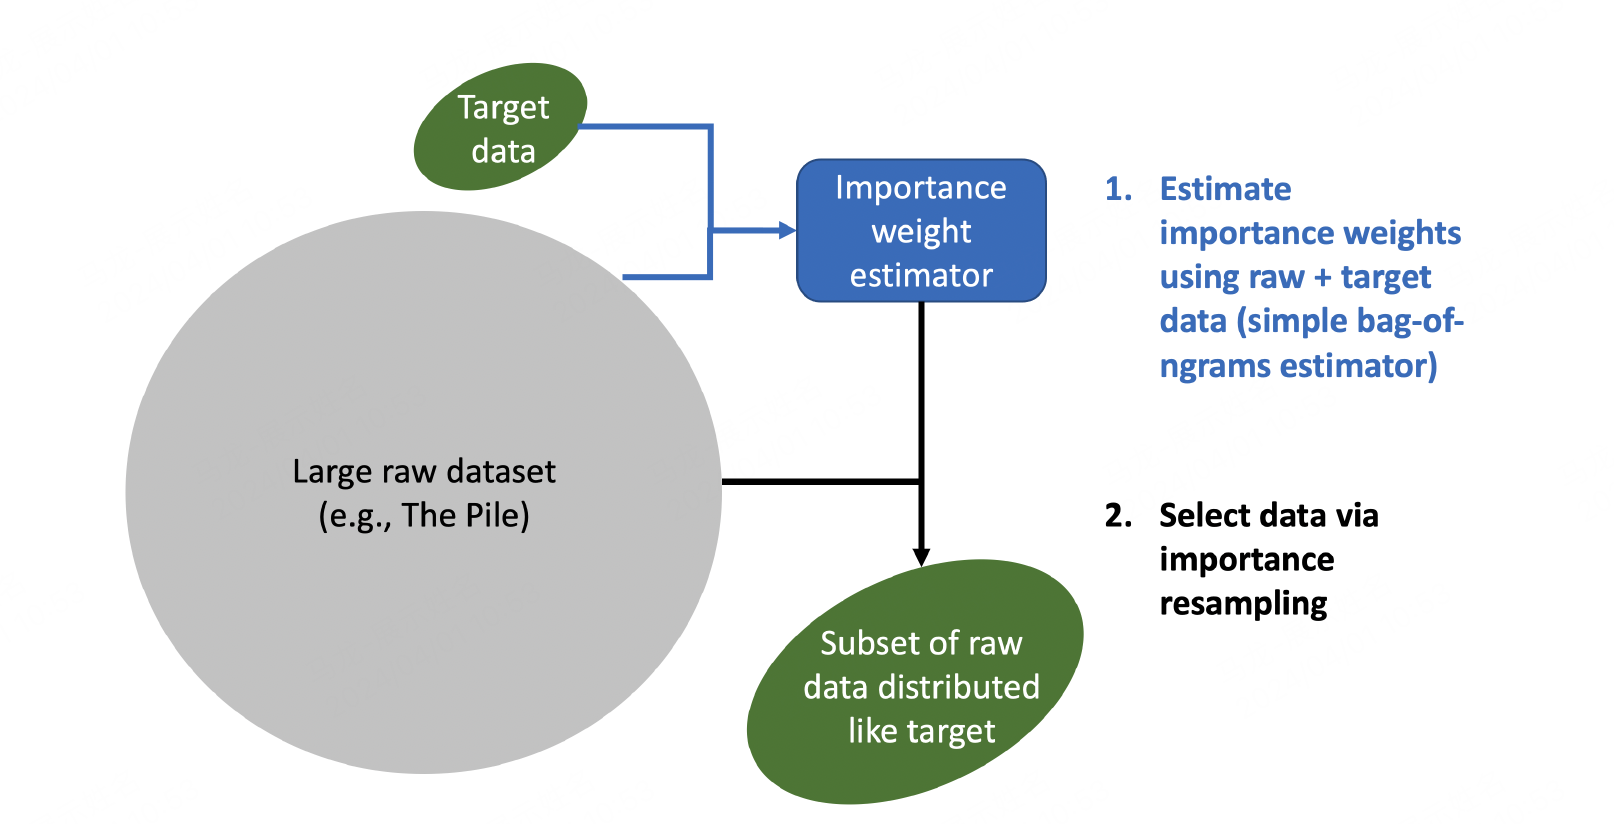 Target
data
Importance
weight
estimator
1. Estimate
importance weights
using raw + target
data (simple bag-of-
ngrams estimator)
Large raw dataset
(e.g., The Pile)
2. Select data via
importance
resampling
Subset of raw
data distributed
like target